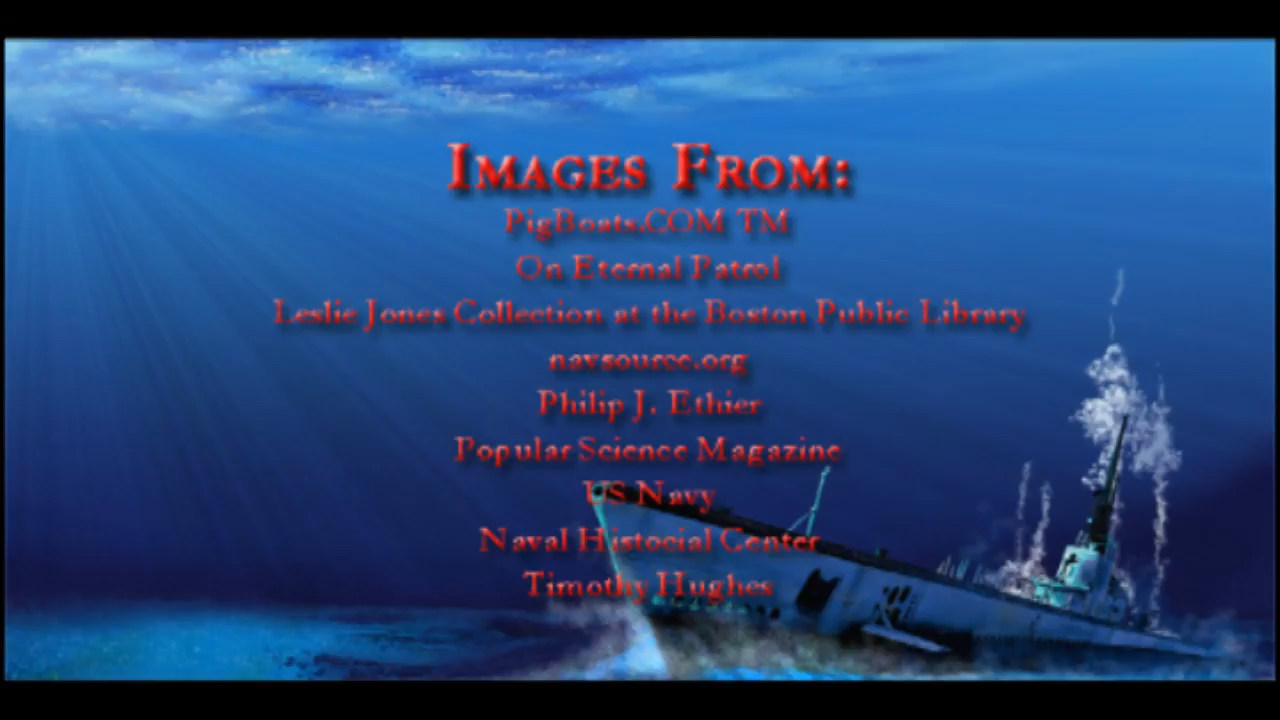 Images From:
PigBoats.COM TM
On Eternal Patrol
Leslie Jones Collection at the Boston Public Library
navsource.org
Philip J. Ethier
Popular Science Magazine
US Navy
Naval Histocial Center
Timothy Hughes